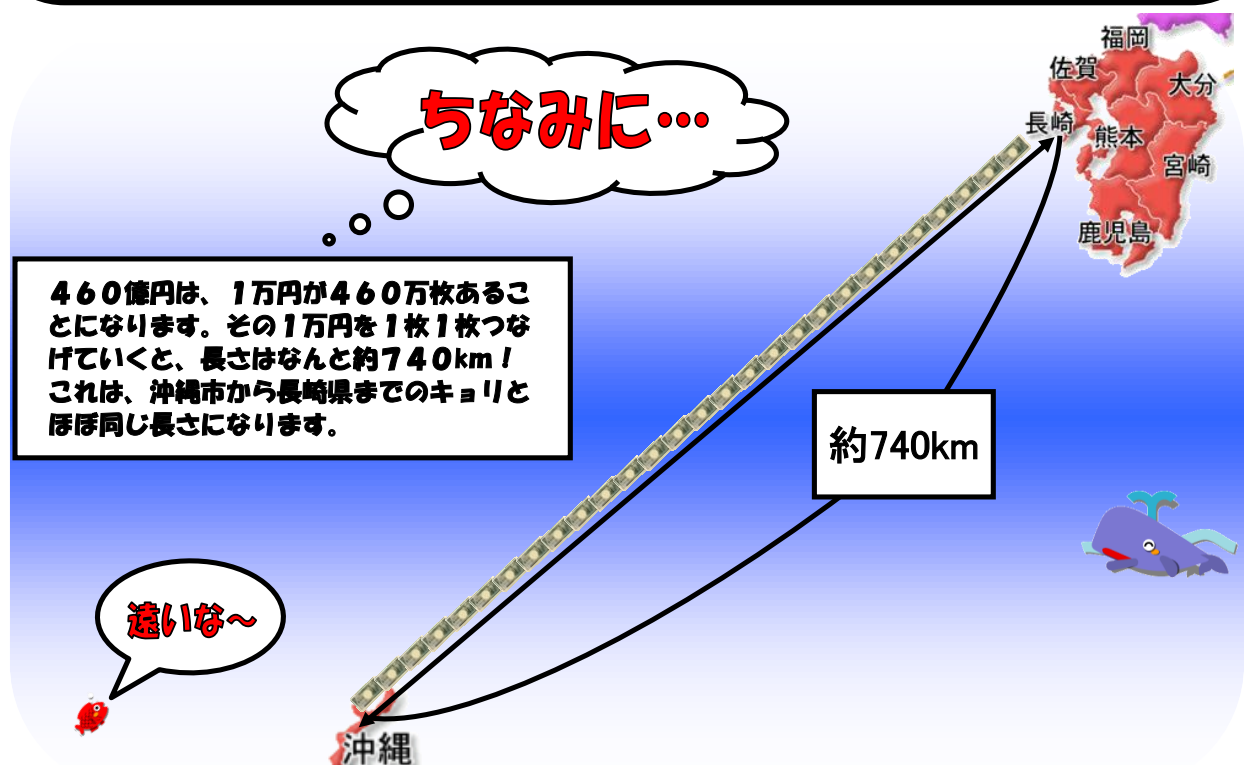 ちなみに…
福岡
佐賀
大分
長崎
熊本
宮崎
鹿児島
４６０億円は、１万円が４６０万枚あるこ
とになります。その１万円を１枚１枚つな
げていくと、長さはなんと約７４０km！
これは、沖縄市から長崎県までのキョリと
ほぼ同じ長さになります。
約740km
遠いな～
沖縄